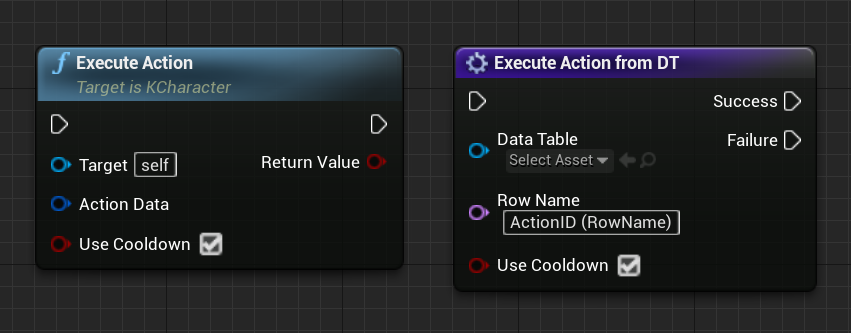 f Execute Action
Target is KCharacter
Target self
Return Value
Action Data
Use Cooldown
Execute Action from DT
Success
Failure
Data Table
Select Asset
Row Name
ActionID (RowName)
Use Cooldown